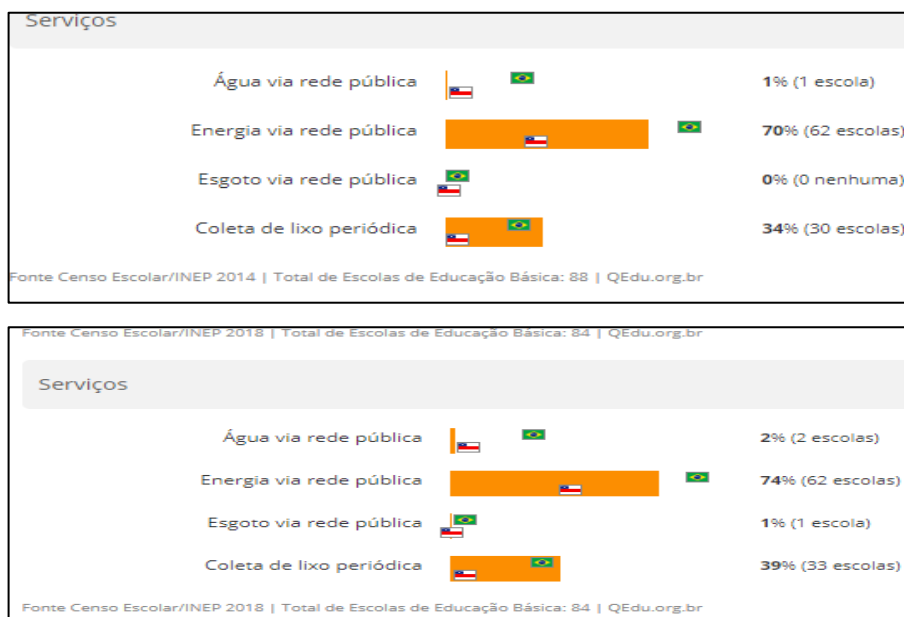 Serviços
Água via rede pública 1% (1 escola)
Energia via rede pública 70% (62 escolas)
Esgoto via rede pública 0% (0 nenhuma)
Coleta de lixo periódica 34% (30 escolas)
Fonte Censo Escolar/INEP 2014 | Total de Escolas de Educação Básica: 88 | QEdu.org.br
Fonte Censo Escolar/INEP 2018 | Total de Escolas de Educação Básica: 84 | QEdu.org.br
Serviços
Água via rede pública 2% (2 escolas)
Energia via rede pública 74% (62 escolas)
Esgoto via rede pública 1% (1 escola)
Coleta de lixo periódica 39% (33 escolas)
Fonte Censo Escolar/INEP 2018 | Total de Escolas de Educação Básica: 84 | QEdu.org.br